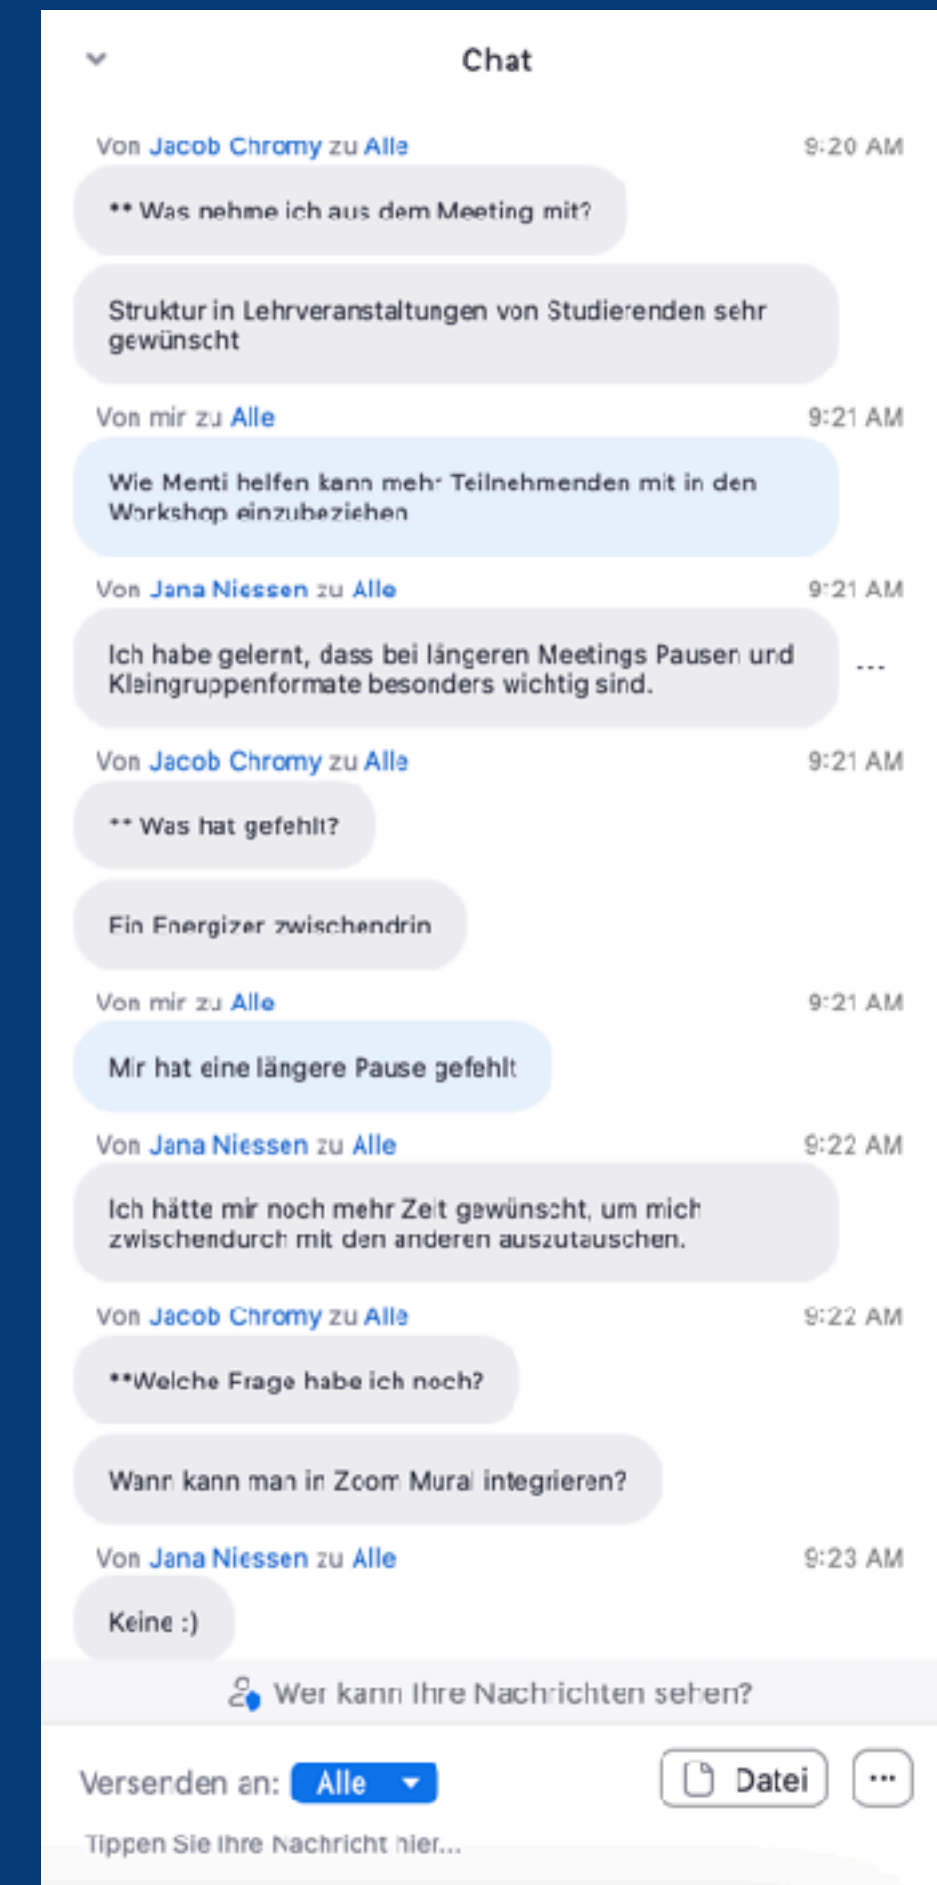 Chat
Von Jacob Chromy zu Alle 9:20 AM
** Was nehme ich aus dem Meeting mit?
Struktur in Lehrveranstaltungen von Studierenden sehr
gewünscht
Von mir zu Alle 9:21 AM
Wie Menti helfen kann mehr Teilnehmenden mit in den
Workshop einzubeziehen
Von Jana Niessen zu Alle 9:21 AM
Ich habe gelernt, dass bei längeren Meetings Pausen und
Kleingruppenformate besonders wichtig sind.
...
Von Jacob Chromy zu Alle 9:21 AM
** Was hat gefehlt?
Ein Energizer zwischendrin
Von mir zu Alle 9:21 AM
Mir hat eine längere Pause gefehlt
Von Jana Niessen zu Alle 9:22 AM
Ich hätte mir noch mehr Zeit gewünscht, um mich
zwischendurch mit den anderen auszutauschen.
Von Jacob Chromy zu Alle 9:22 AM
**Welche Frage habe ich noch?
Wann kann man in Zoom Mural integrieren?
Von Jana Niessen zu Alle 9:23 AM
Keine :)
Wer kann Ihre Nachrichten sehen?
Versenden an: Alle Datei ...
Tippen Sie Ihre Nachricht hier...